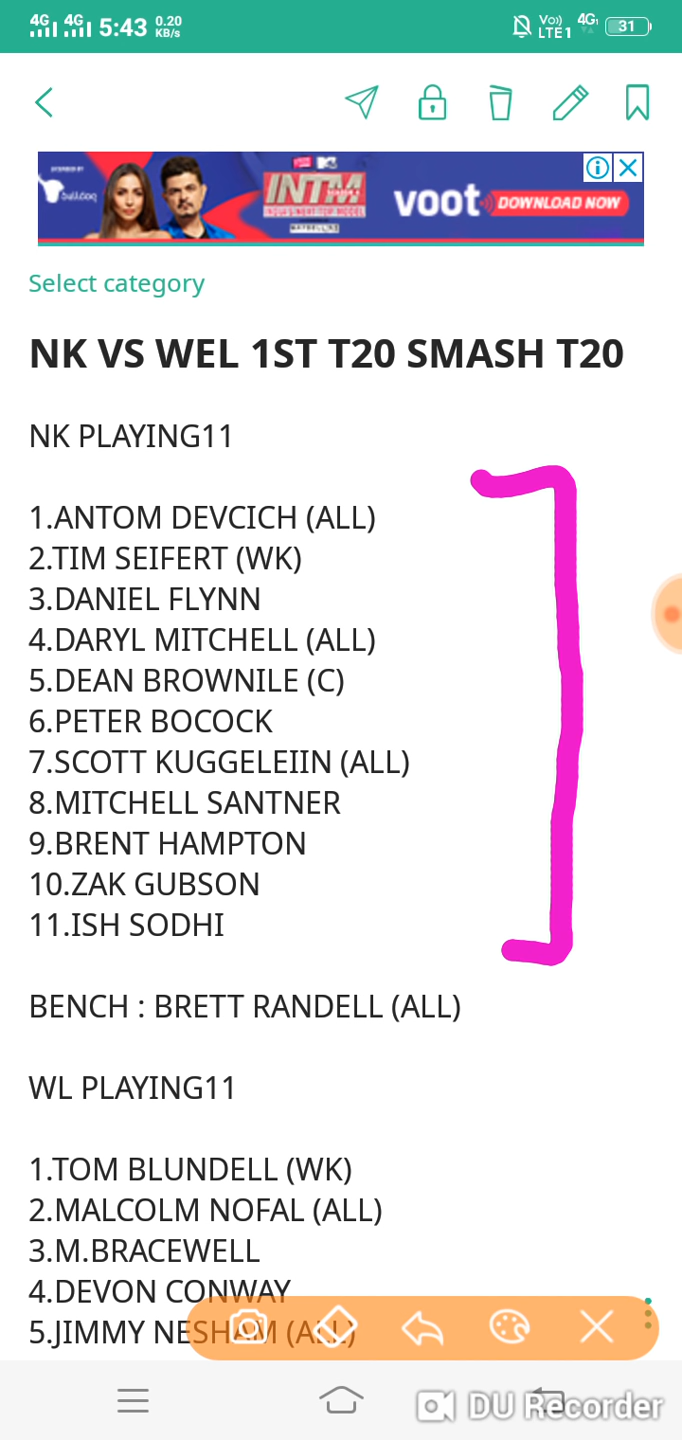 4G 4G 5:43 0.20 KB/s Vo)) LTE1 4G 31
bulldog INTM voot DOWNLOAD NOW
Select category
NK VS WEL 1ST T20 SMASH T20
NK PLAYING11
1.ANTOM DEVCICH (ALL)
2.TIM SEIFERT (WK)
3.DANIEL FLYNN
4.DARYL MITCHELL (ALL)
5.DEAN BROWNILE (C)
6.PETER BOCOCK
7.SCOTT KUGGELEIIN (ALL)
8.MITCHELL SANTNER
9.BRENT HAMPTON
10.ZAK GUBSON
11.ISH SODHI
BENCH : BRETT RANDELL (ALL)
WL PLAYING11
1.TOM BLUNDELL (WK)
2.MALCOLM NOFAL (ALL)
3.M.BRACEWELL
4.DEVON CONWAY
5.JIMMY NESHAM (ALL)
DU Recorder